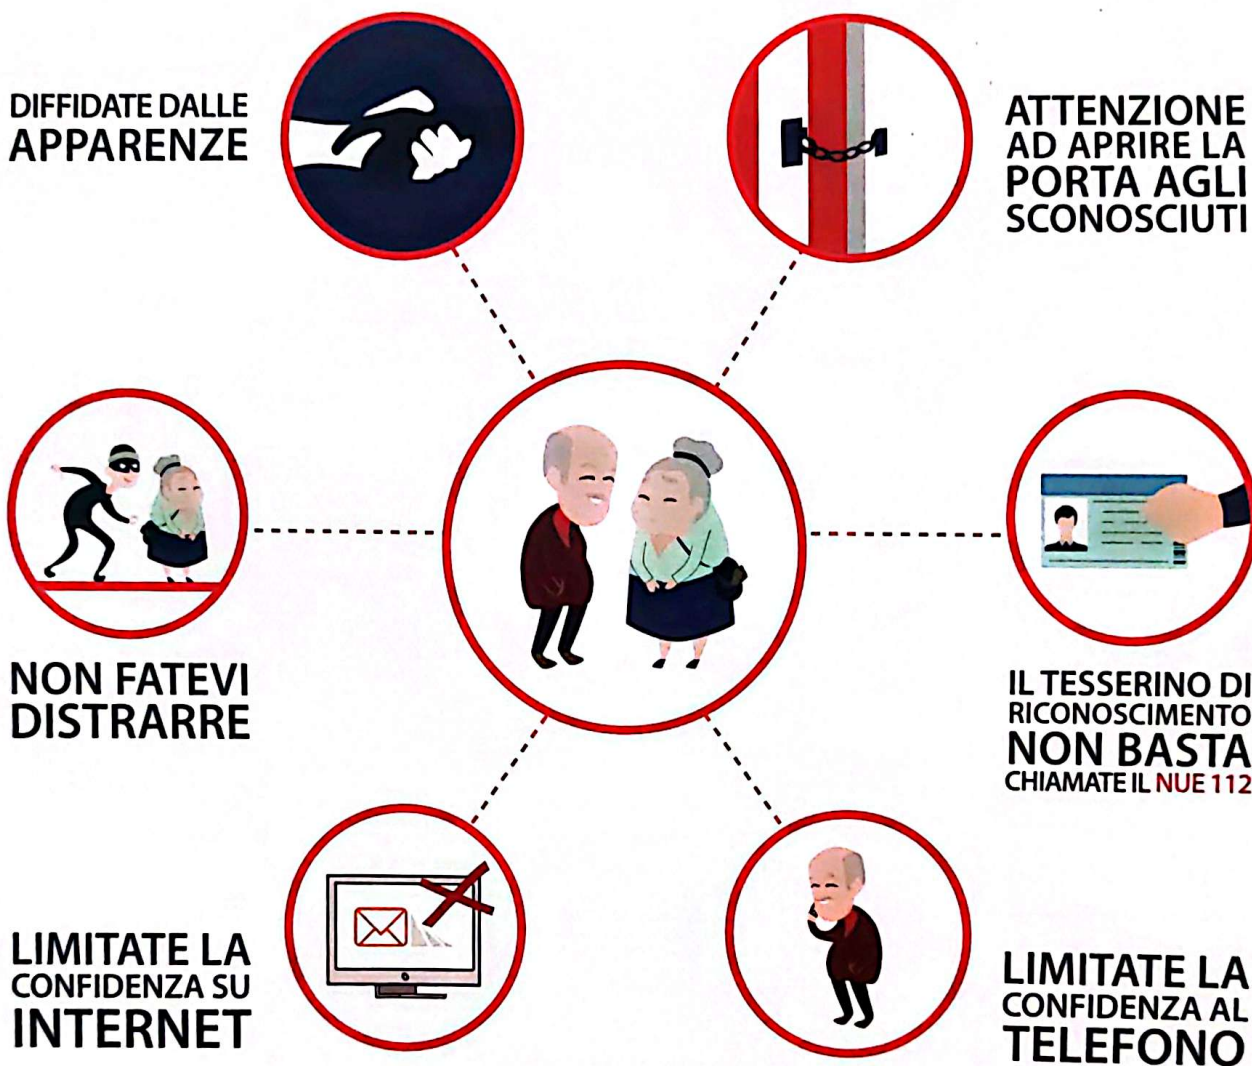 DIFFIDATE DALLE
APPARENZE
ATTENZIONE
AD APRIRE LA
PORTA AGLI
SCONOSCIUTI
NON FATEVI
DISTRARRE
IL TESSERINO DI
RICONOSCIMENTO
NON BASTA
CHIAMATE IL NUE 112
LIMITATE LA
CONFIDENZA SU
INTERNET
LIMITATE LA
CONFIDENZA AL
TELEFONO